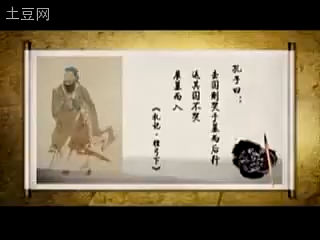 土豆网
孔子曰：
去国则哭于墓而后行
返其国不哭
展墓而入
《礼记·檀弓下》